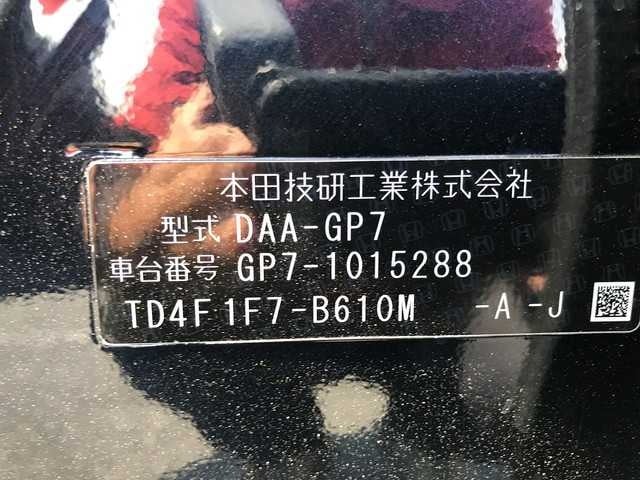 本田技研工業株式会社
型式 DAA-GP7
車台番号 GP7-1015288
TD4F1F7-B610M -A -J